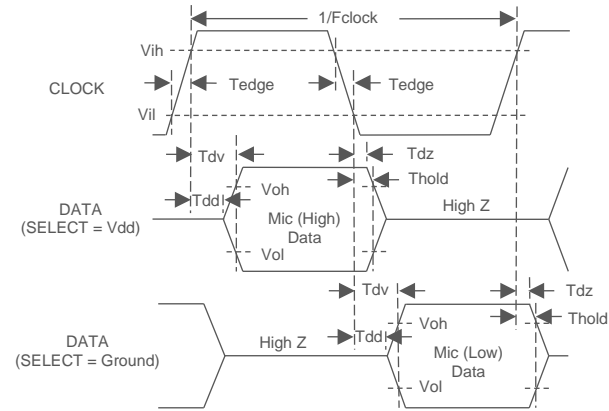 1/Fclock
Vih
CLOCK
Tedge
Tedge
Vil
Tdv
Tdz
Thold
Tdd
Voh
DATA
(SELECT = Vdd)
Mic (High)
Data
High Z
Vol
Tdv
Tdz
Thold
Tdd
Voh
DATA
(SELECT = Ground)
High Z
Mic (Low)
Data
Vol